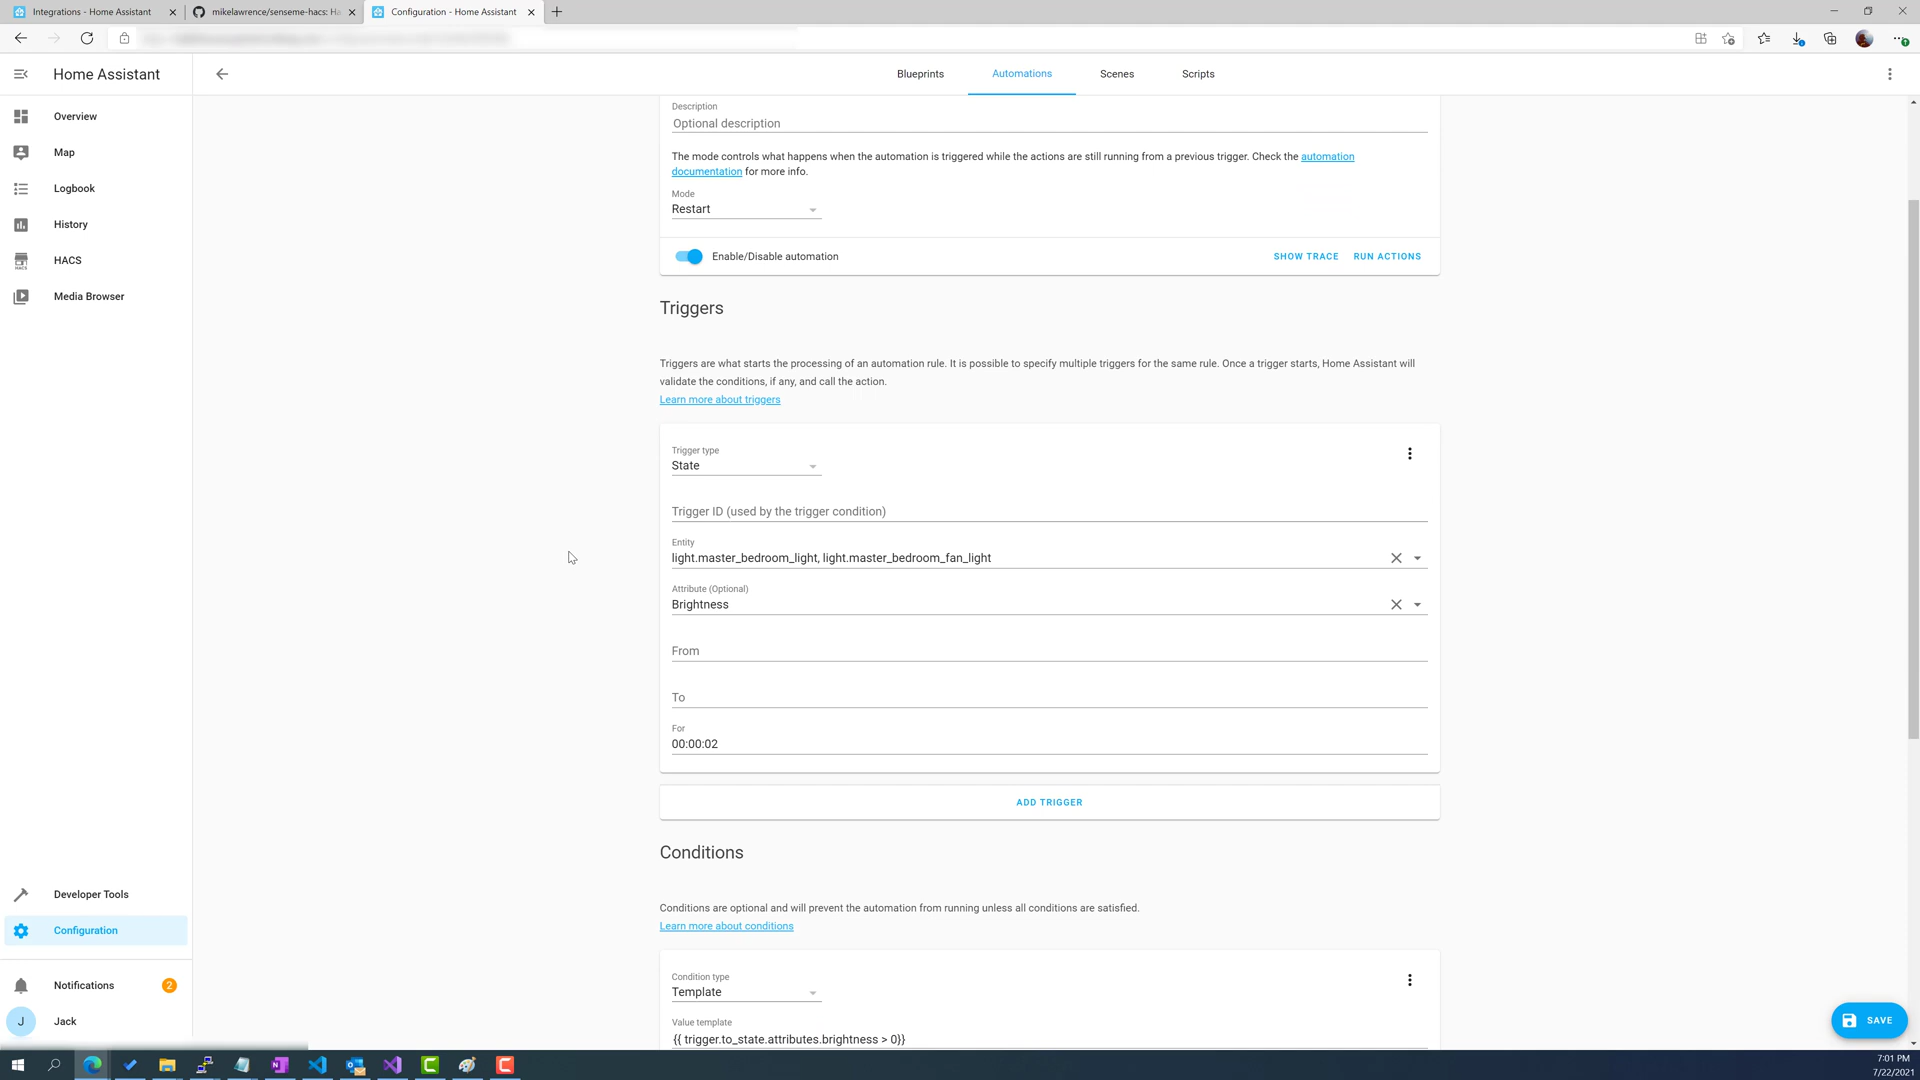 Integrations - Home Assistant
mikelawrence/senseme-hacs: Ha
Configuration - Home Assistant
Home Assistant
Blueprints
Automations
Scenes
Scripts
Overview
Map
Logbook
History
HACS
Media Browser
Description
Optional description
The mode controls what happens when the automation is triggered while the actions are still running from a previous trigger. Check the automation
documentation for more info.
Mode
Restart
Enable/Disable automation
SHOW TRACE
RUN ACTIONS
Triggers
Triggers are what starts the processing of an automation rule. It is possible to specify multiple triggers for the same rule. Once a trigger starts, Home Assistant will
validate the conditions, if any, and call the action.
Learn more about triggers
Trigger type
State
Trigger ID (used by the trigger condition)
Entity
light.master_bedroom_light, light.master_bedroom_fan_light
Attribute (Optional)
Brightness
From
To
For
00:00:02
ADD TRIGGER
Conditions
Conditions are optional and will prevent the automation from running unless all conditions are satisfied.
Learn more about conditions
Condition type
Template
Value template
{{ trigger.to_state.attributes.brightness > 0}}
Developer Tools
Configuration
Notifications
2
J
Jack
SAVE
7:01 PM
7/22/2021